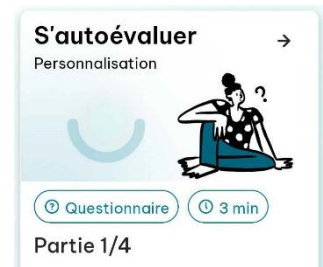 S'autoévaluer
Personnalisation
Questionnaire
3 min
Partie 1/4